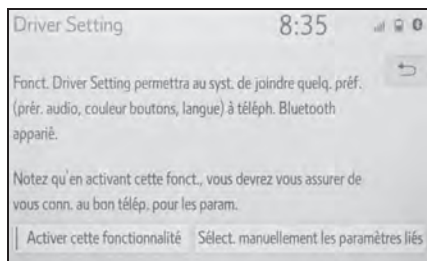 Driver Setting 8:35
Fonct. Driver Setting permettra au syst. de joindre quelq. préf.
(prér. audio, couleur boutons, langue) à téléph. Bluetooth
apparié.
Notez qu'en activant cette fonct., vous devrez vous assurer de
vous conn. au bon télép. pour les param.
Activer cette fonctionnalité Sélect. manuellement les paramètres liés